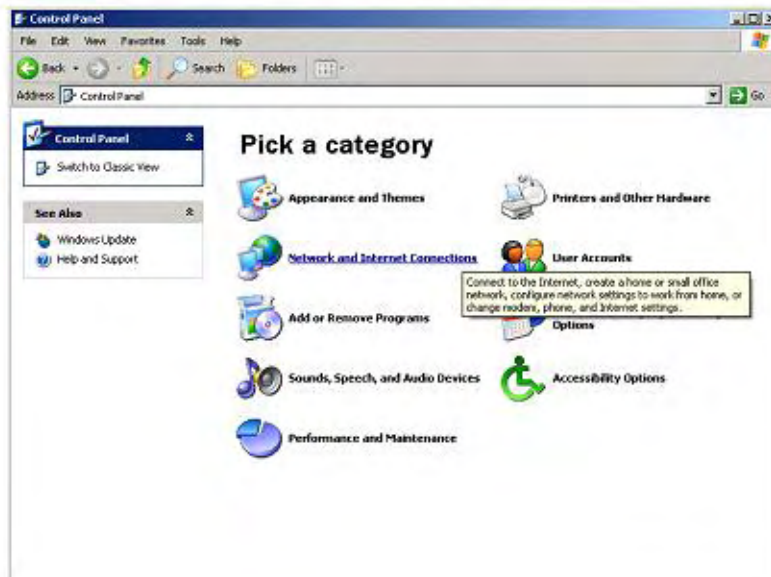 Control Panel
File Edit View Favorites Tools Help
Back Search Folders
Address Control Panel Go
Control Panel
Switch to Classic View
See Also
Windows Update
Help and Support
Pick a category
Appearance and Themes
Printers and Other Hardware
Network and Internet Connections
User Accounts
Connect to the Internet, create a home or small office
network, configure network settings to work from home, or
change modem, phone, and Internet settings.
Add or Remove Programs
Options
Sounds, Speech, and Audio Devices
Accessibility Options
Performance and Maintenance